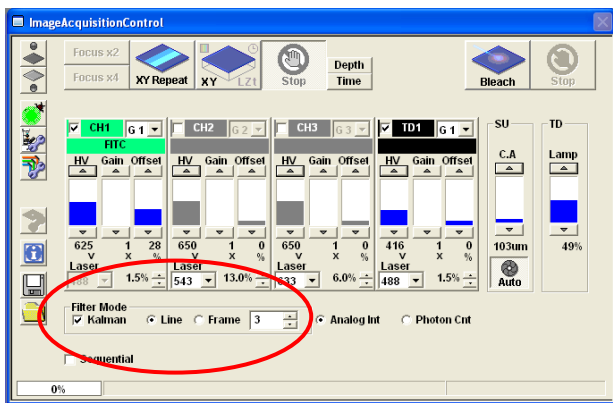 ImageAcquisitionControl
Focus x2
Focus x4
XY Repeat
XY LZt
Stop
Depth
Time
Bleach
Stop
CH1 G 1
FITC
HV Gain Offset
625 1 28
V X %
Laser
488 1.5%
CH2 G 2
HV Gain Offset
650 1 0
V X %
Laser
543 13.0%
CH3 G 3
HV Gain Offset
650 1 0
V X %
Laser
633 6.0%
TD1 G 1
HV Gain Offset
416 1 0
V X %
Laser
488 1.5%
SU
C.A
103um
Auto
TD
Lamp
49%
Filter Mode
Kalman Line Frame 3 Analog Int Photon Cnt
Sequential
0%